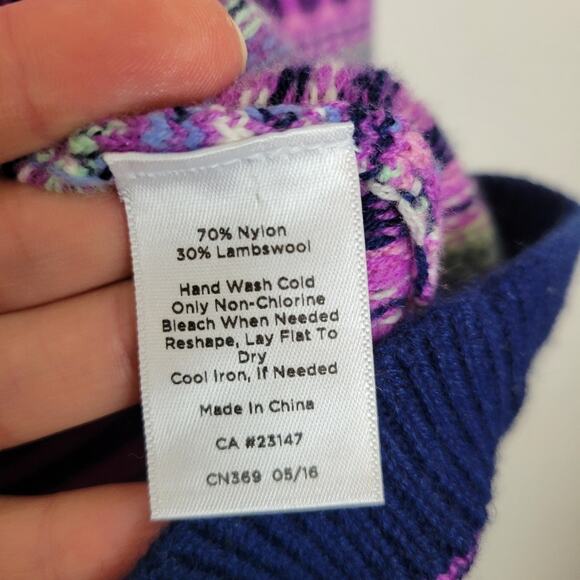 70% Nylon
30% Lambswool
Hand Wash Cold
Only Non-Chlorine
Bleach When Needed
Reshape, Lay Flat To
Dry
Cool Iron, If Needed
Made In China
CA #23147
CN369 05/16